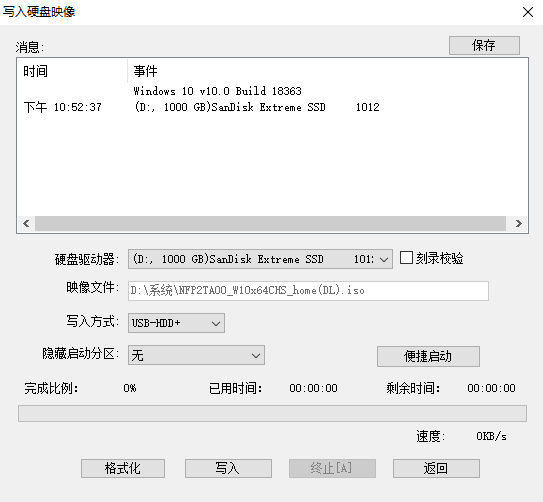 写入硬盘映像
消息:
保存
时间 事件
Windows 10 v10.0 Build 18363
下午 10:52:37 (D:, 1000 GB)SanDisk Extreme SSD 1012
硬盘驱动器: (D:, 1000 GB)SanDisk Extreme SSD 101 刻录校验
映像文件: D:\系统\NFP2TA00_W10x64CHS_home(DL).iso
写入方式: USB-HDD+
隐藏启动分区: 无 便捷启动
完成比例: 0% 已用时间: 00:00:00 剩余时间: 00:00:00
速度: 0KB/s
格式化 写入 终止[A] 返回